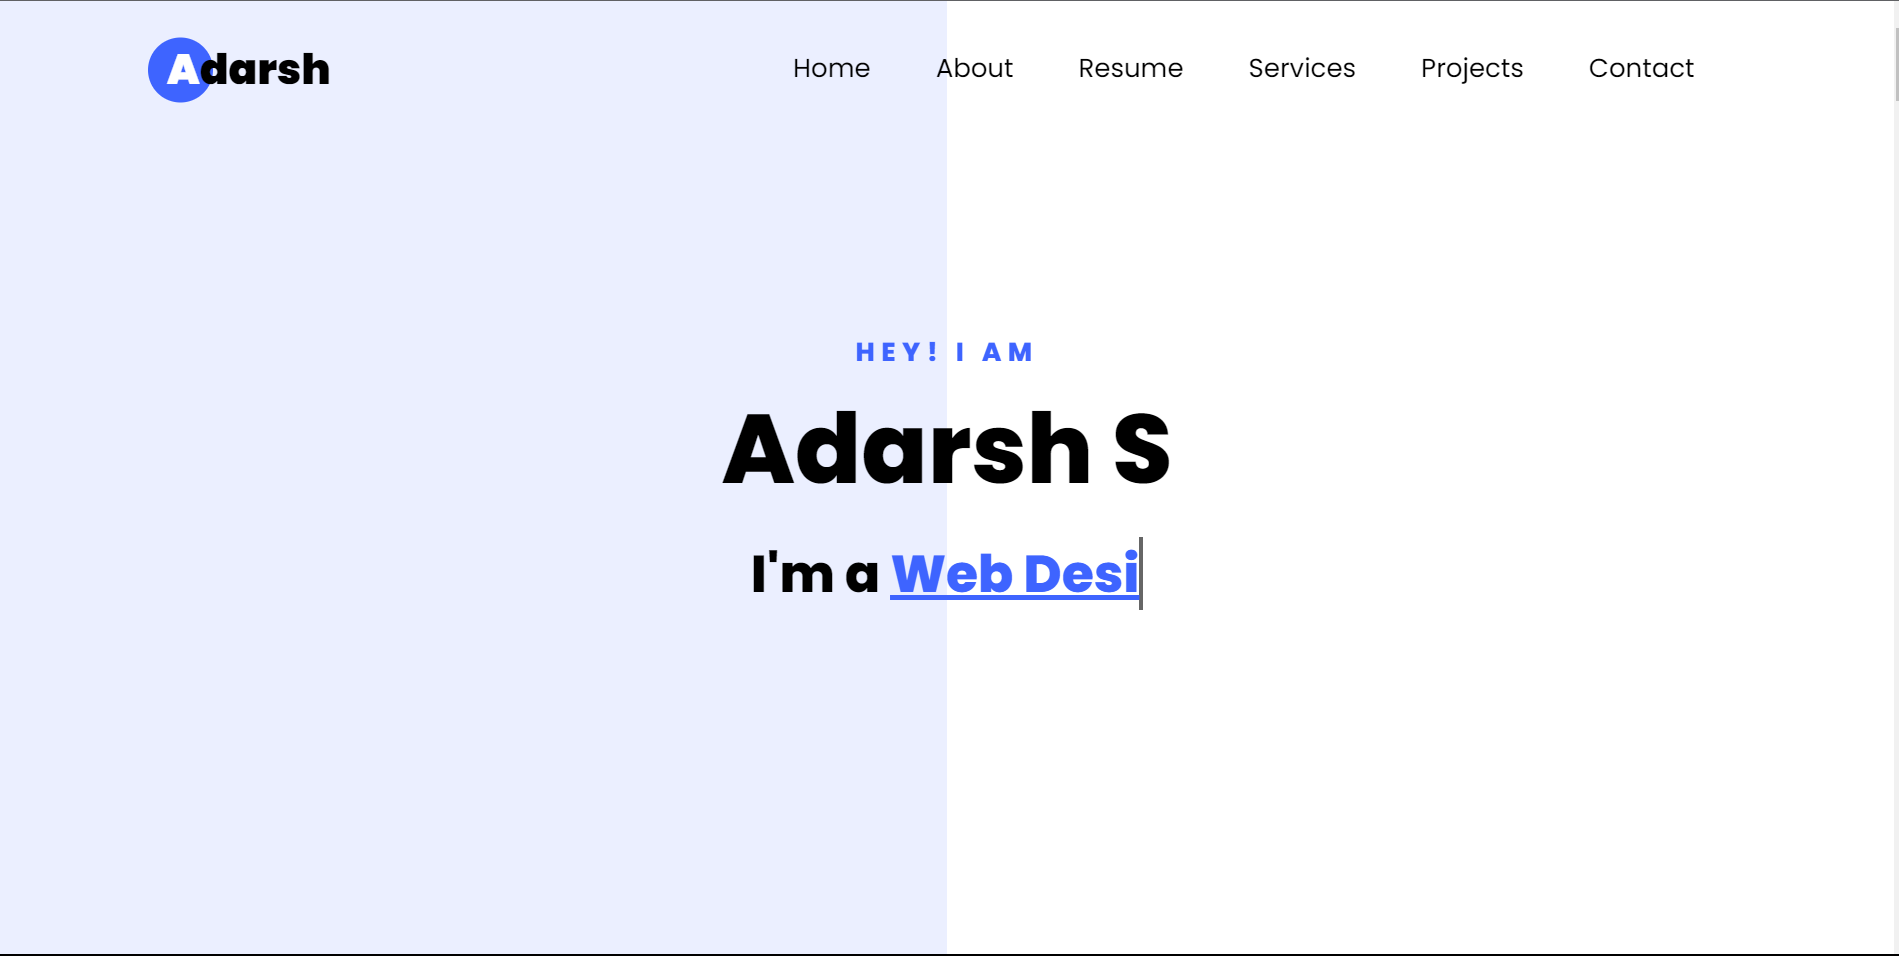 Adarsh
Home About Resume Services Projects Contact
HEY! I AM
Adarsh S
I'm a Web Desi